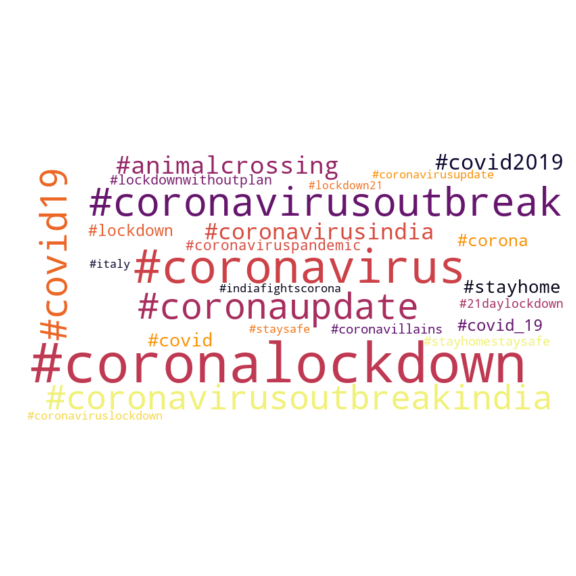 #animalcrossing
#covid2019
#covid19
#coronavirusupdate
#lockdownwithoutplan
#lockdown21
#coronavirusoutbreak
#lockdown
#coronavirusindia
#corona
#coronaviruspandemic
#italy
#coronavirus
#indiafightscorona
#stayhome
#coronaupdate
#21daylockdown
#staysafe
#coronavillains
#covid_19
#covid
#stayhomestaysafe
#coronalockdown
#coronavirusoutbreakindia
#coronaviruslockdown